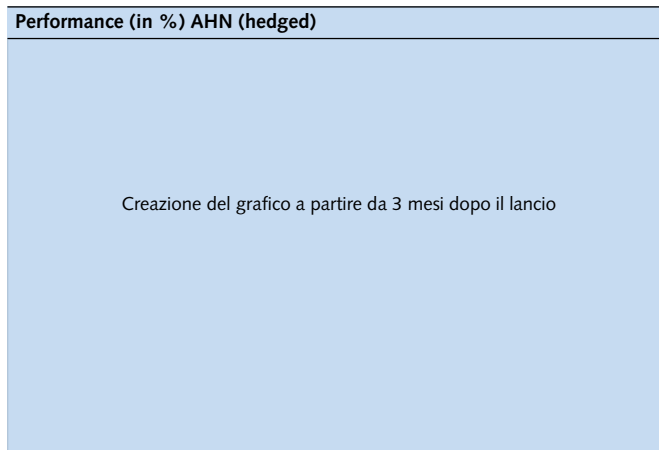 Performance (in %) AHN (hedged)
Creazione del grafico a partire da 3 mesi dopo il lancio